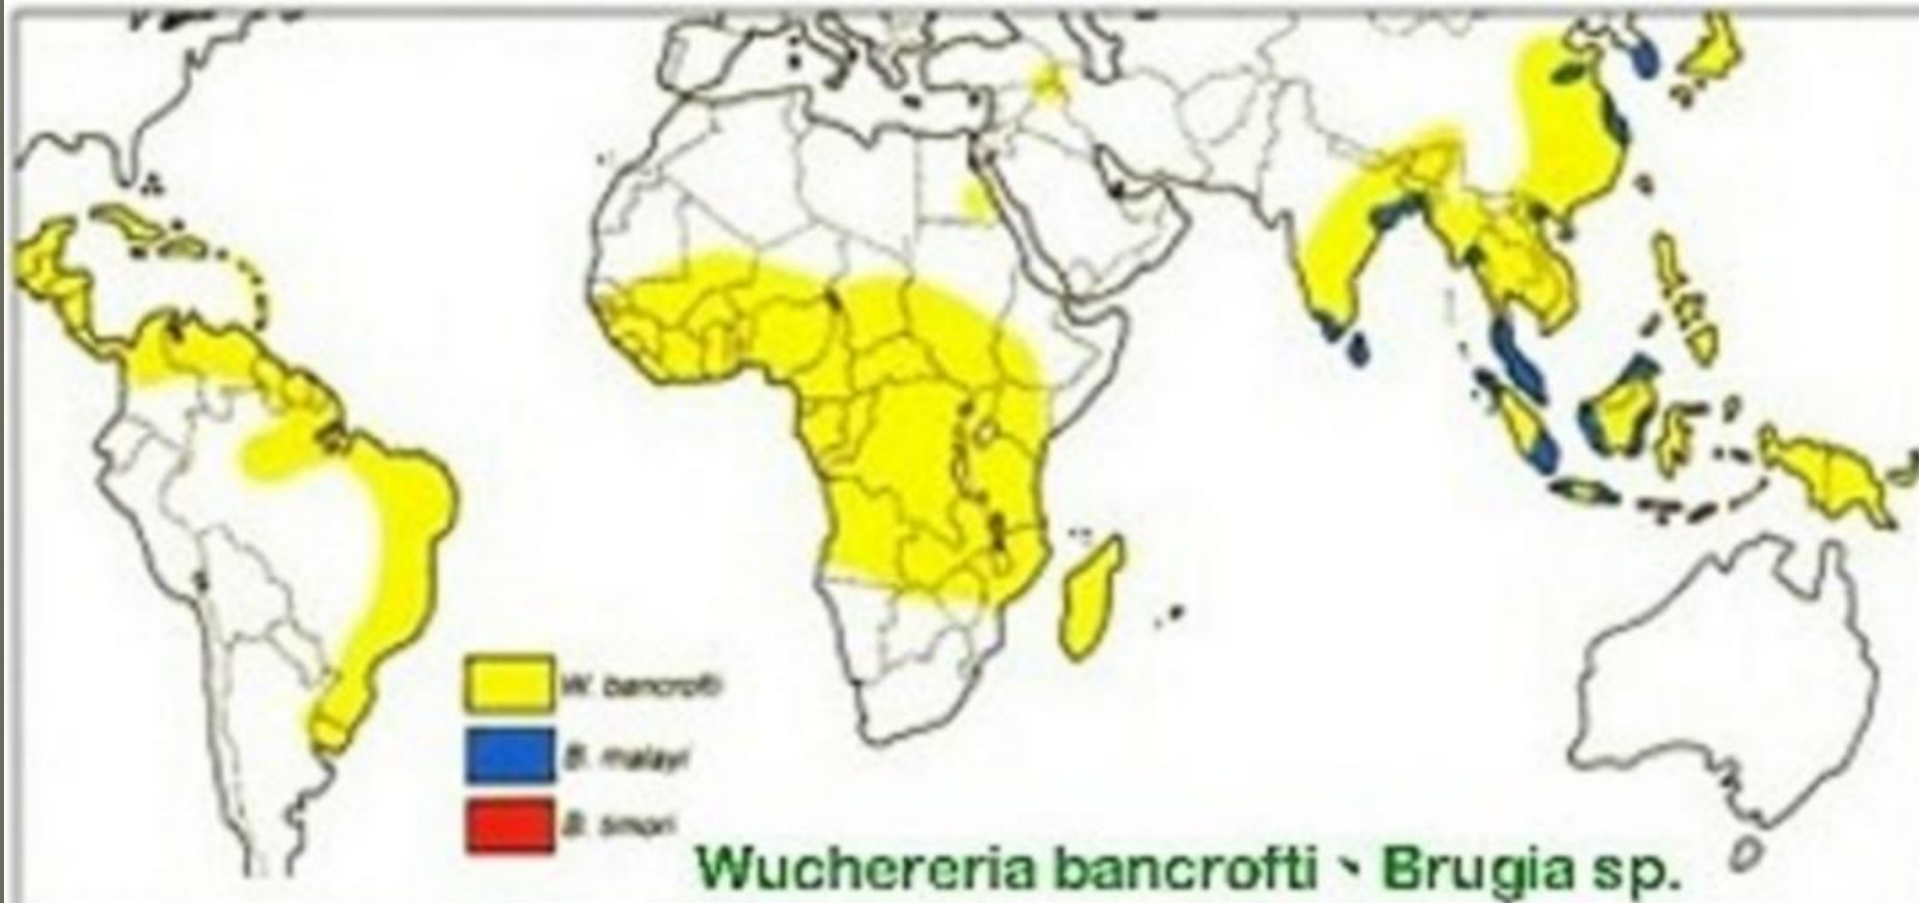 W. bancrofti
B. malayi
B. timori
Wuchereria bancrofti、Brugia sp.